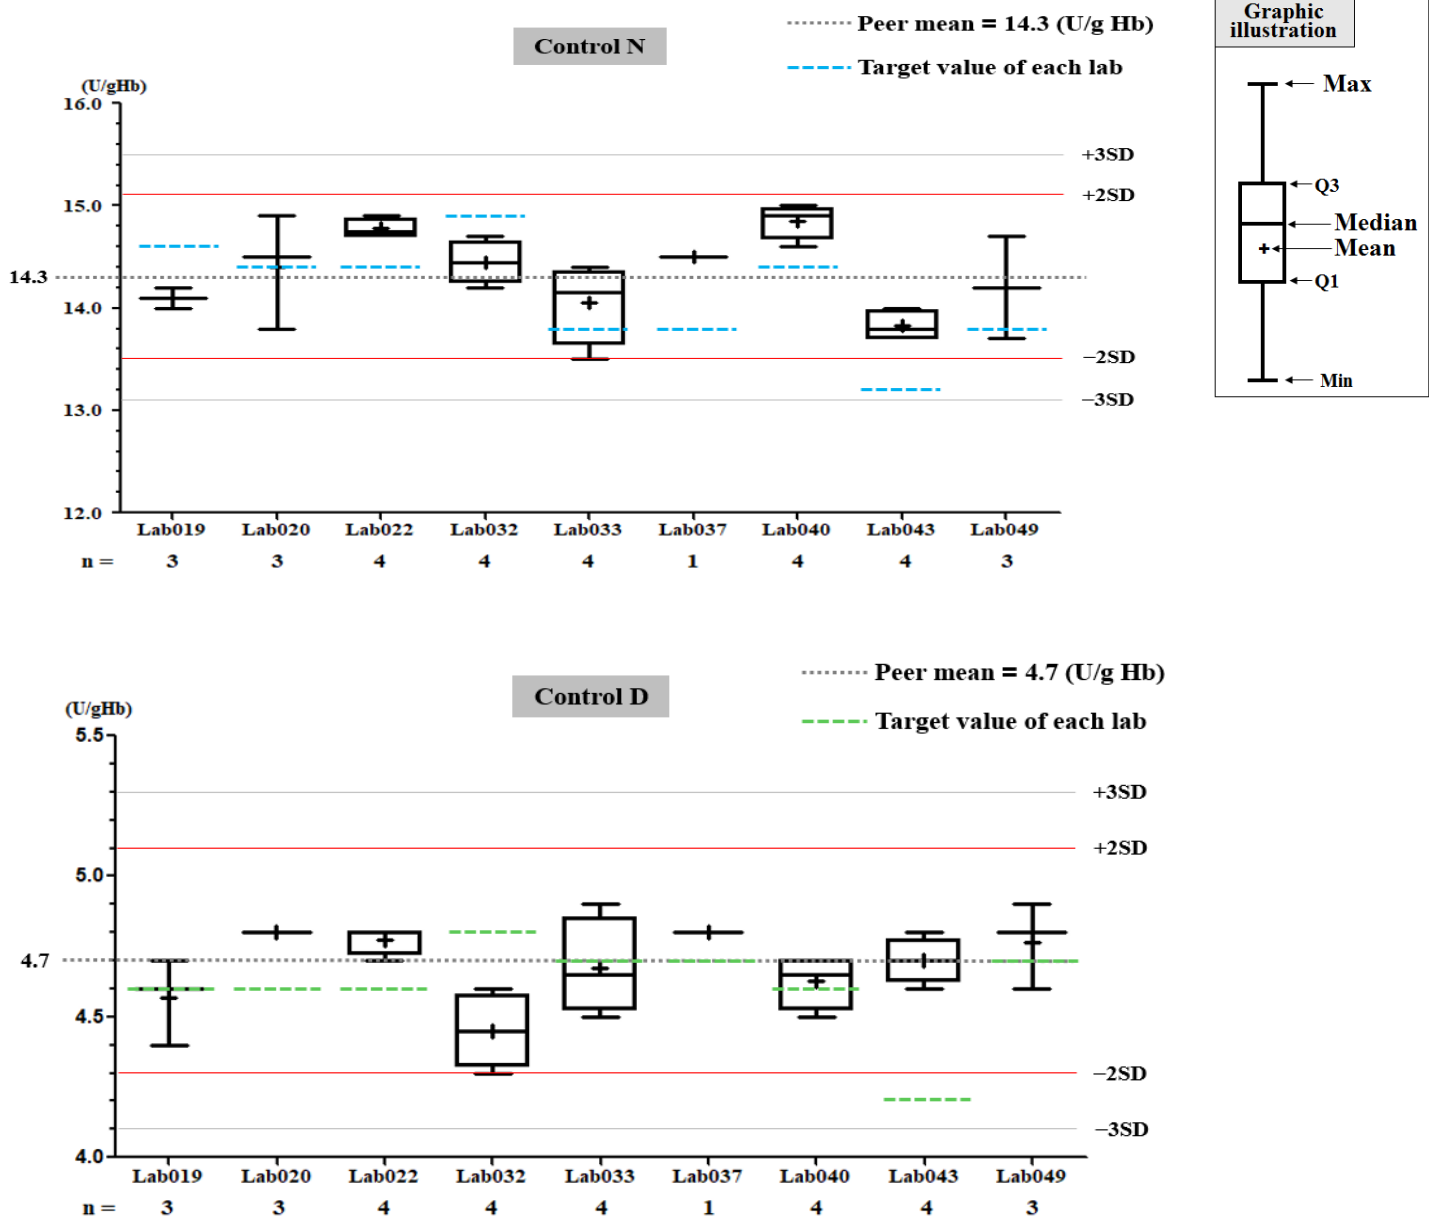 Control N
Peer mean = 14.3 (U/g Hb)
Target value of each lab
(U/gHb)
16.0
15.0
14.3
14.0
13.0
12.0
+3SD
+2SD
−2SD
−3SD
Lab019 Lab020 Lab022 Lab032 Lab033 Lab037 Lab040 Lab043 Lab049
n = 3 3 4 4 4 1 4 4 3
Graphic
illustration
Max
Q3
Median
Mean
Q1
Min
Control D
Peer mean = 4.7 (U/g Hb)
Target value of each lab
(U/gHb)
5.5
5.0
4.7
4.5
4.0
+3SD
+2SD
−2SD
−3SD
Lab019 Lab020 Lab022 Lab032 Lab033 Lab037 Lab040 Lab043 Lab049
n = 3 3 4 4 4 1 4 4 3